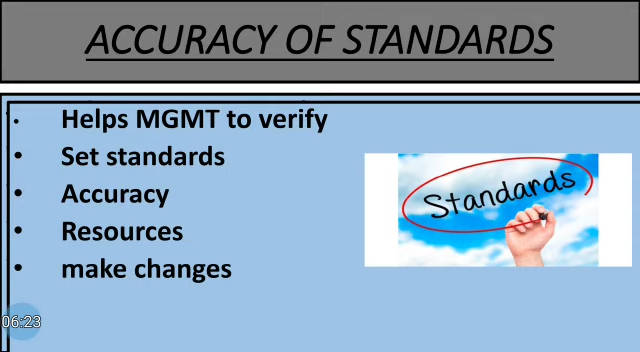 ACCURACY OF STANDARDS
• Helps MGMT to verify
• Set standards
• Accuracy
• Resources
• make changes
Standards
06:23